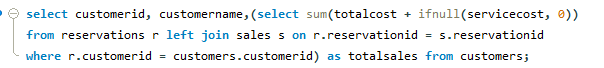 select customerid, customername,(select sum(totalcost + ifnull(servicecost, 0))
from reservations r left join sales s on r.reservationid = s.reservationid
where r.customerid = customers.customerid) as totalsales from customers;